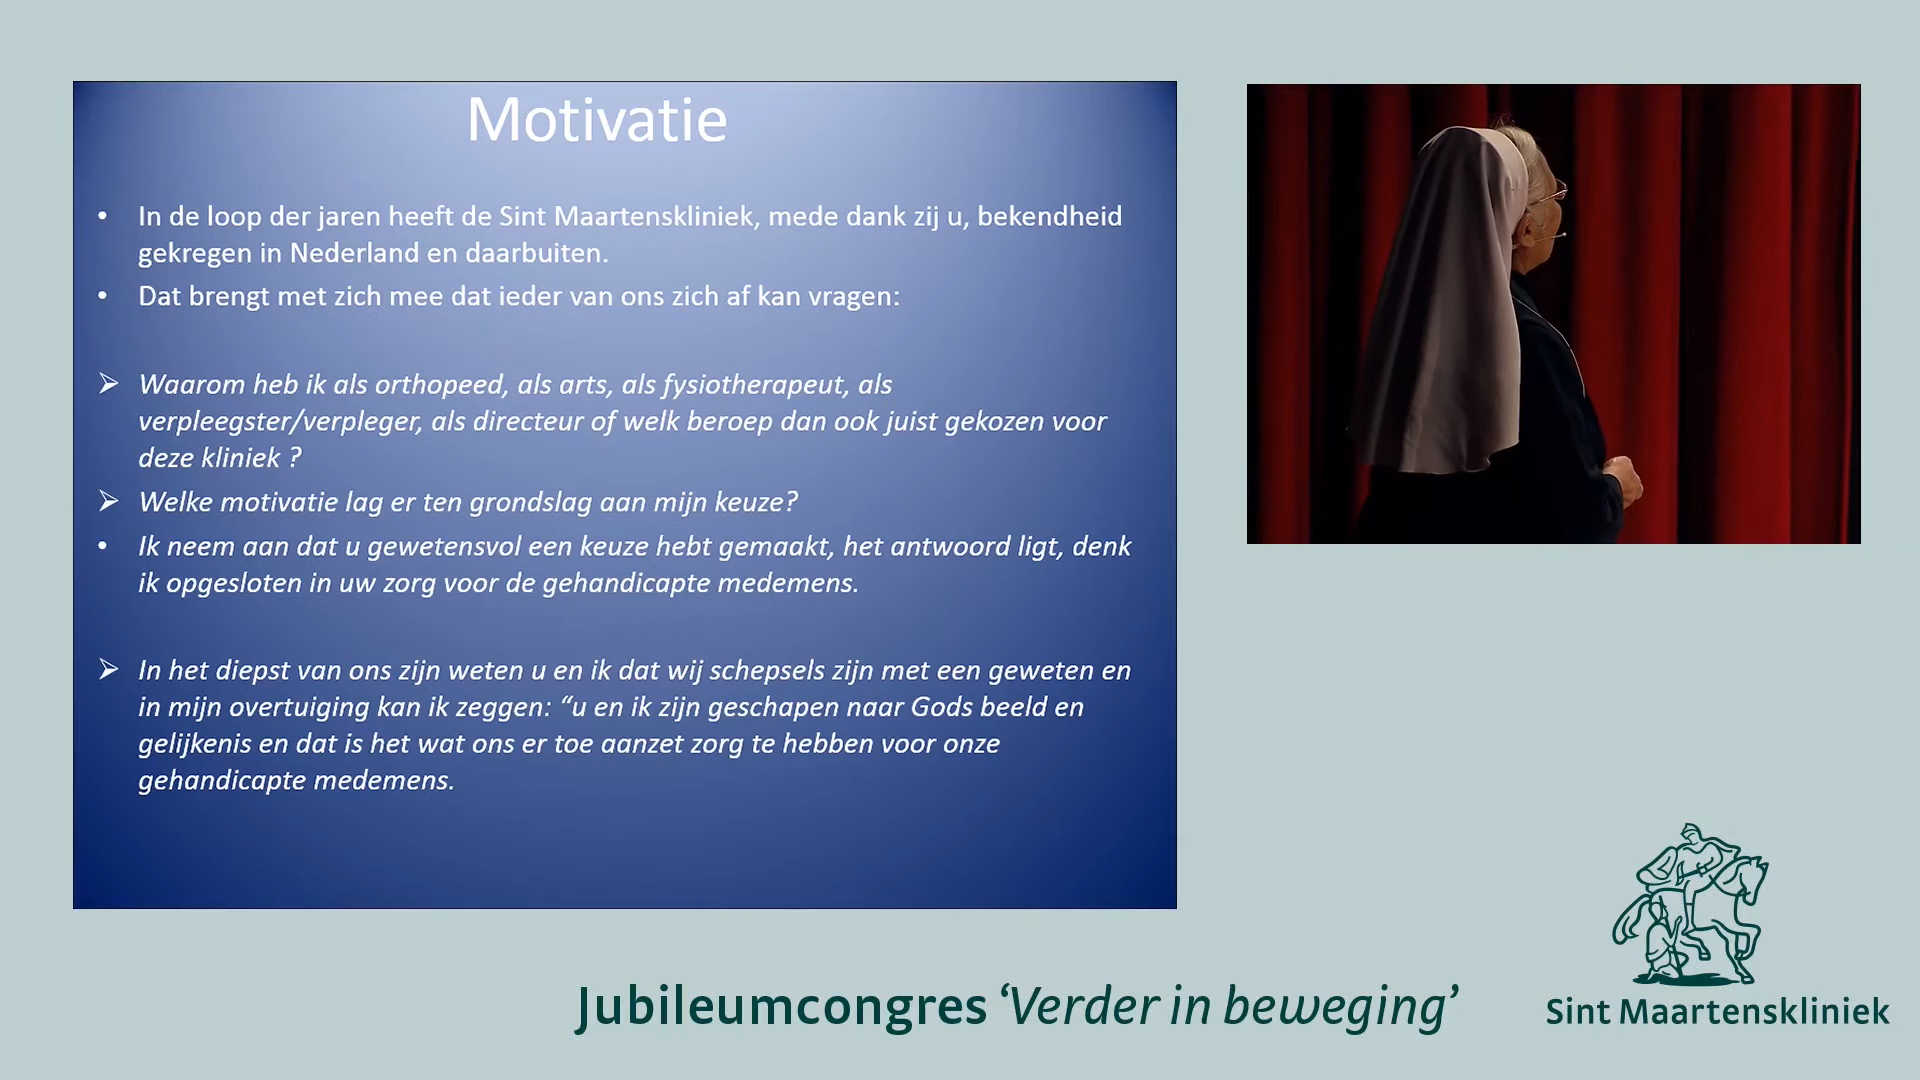 Motivatie
• In de loop der jaren heeft de Sint Maartenskliniek, mede dank zij u, bekendheid
gekregen in Nederland en daarbuiten.
• Dat brengt met zich mee dat ieder van ons zich af kan vragen:
➢ Waarom heb ik als orthopeed, als arts, als fysiotherapeut, als
verpleegster/verpleger, als directeur of welk beroep dan ook juist gekozen voor
deze kliniek ?
➢ Welke motivatie lag er ten grondslag aan mijn keuze?
• Ik neem aan dat u gewetensvol een keuze hebt gemaakt, het antwoord ligt, denk
ik opgesloten in uw zorg voor de gehandicapte medemens.
➢ In het diepst van ons zijn weten u en ik dat wij schepsels zijn met een geweten en
in mijn overtuiging kan ik zeggen: “u en ik zijn geschapen naar Gods beeld en
gelijkenis en dat is het wat ons er toe aanzet zorg te hebben voor onze
gehandicapte medemens.
Jubileumcongres ‘Verder in beweging’
Sint Maartenskliniek